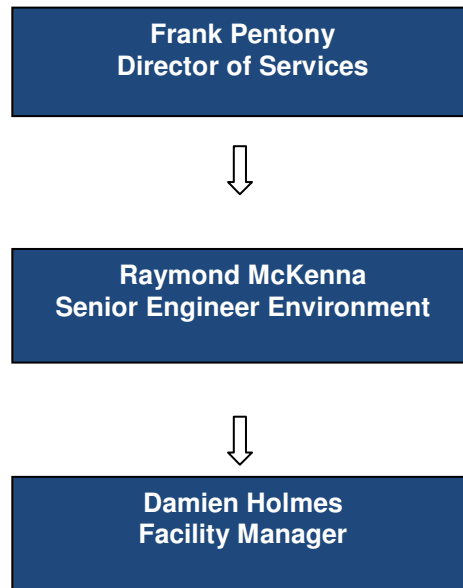 Frank Pentony
Director of Services
Raymond McKenna
Senior Engineer Environment
Damien Holmes
Facility Manager